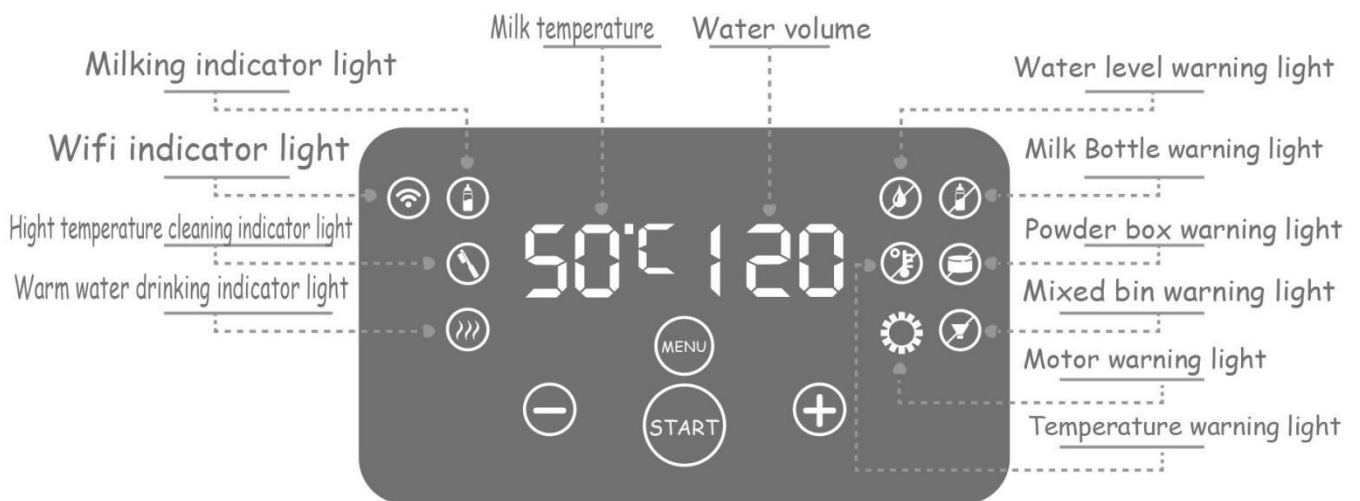 Milk temperature
Water volume
Milking indicator light
Water level warning light
Wifi indicator light
Milk Bottle warning light
Hight temperature cleaning indicator light
Powder box warning light
50°C 120
Warm water drinking indicator light
Mixed bin warning light
MENU
Motor warning light
START
Temperature warning light